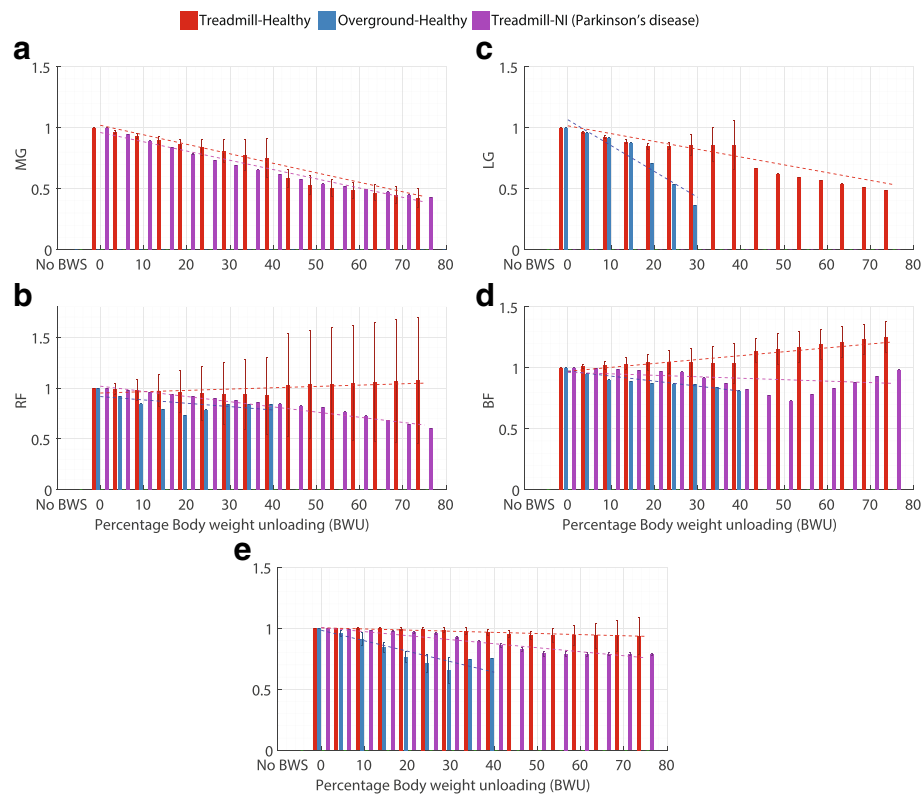 Treadmill-Healthy Overground-Healthy Treadmill-NI (Parkinson's disease)
a
1.5
1
0.5
0
MG
No BWS 0 10 20 30 40 50 60 70 80
c
1.5
1
0.5
0
LG
No BWS 0 10 20 30 40 50 60 70 80
b
1.5
1
0.5
0
RF
No BWS 0 10 20 30 40 50 60 70 80
Percentage Body weight unloading (BWU)
d
1.5
1
0.5
0
BF
No BWS 0 10 20 30 40 50 60 70 80
Percentage Body weight unloading (BWU)
e
1.5
1
0.5
0
No BWS 0 10 20 30 40 50 60 70 80
Percentage Body weight unloading (BWU)